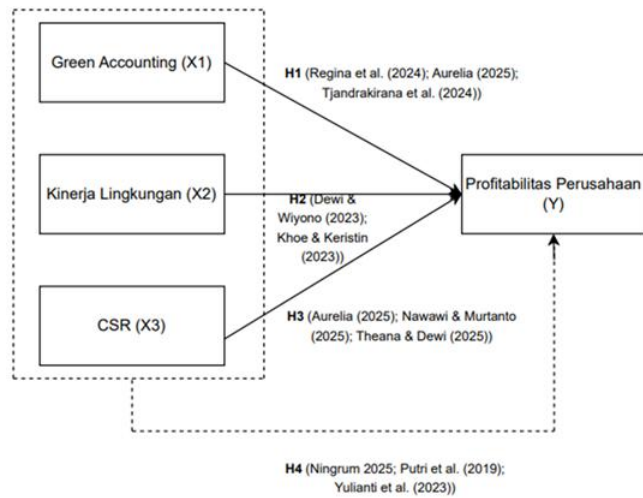 Green Accounting (X1)
H1 (Regina et al. (2024); Aurelia (2025);
Tjandrakirana et al. (2024))
Kinerja Lingkungan (X2)
Profitabilitas Perusahaan
(Y)
H2 (Dewi &
Wiyono (2023);
Khoe & Keristin
(2023))
CSR (X3)
H3 (Aurelia (2025); Nawawi & Murtanto
(2025); Theana & Dewi (2025))
H4 (Ningrum 2025; Putri et al. (2019);
Yulianti et al. (2023))